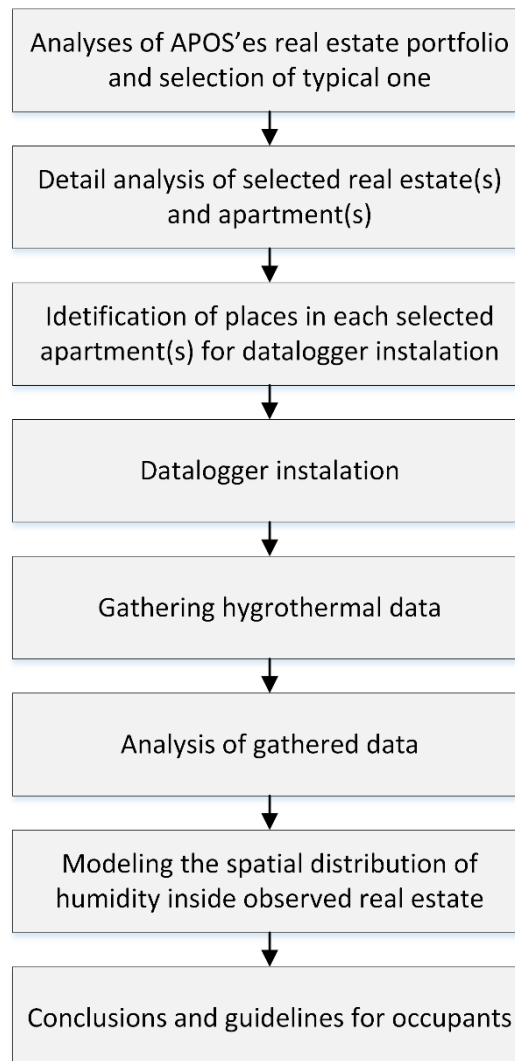 Analyses of APOS’es real estate portfolio
and selection of typical one
Detail analysis of selected real estate(s)
and apartment(s)
Idetification of places in each selected
apartment(s) for datalogger instalation
Datalogger instalation
Gathering hygrothermal data
Analysis of gathered data
Modeling the spatial distribution of
humidity inside observed real estate
Conclusions and guidelines for occupants